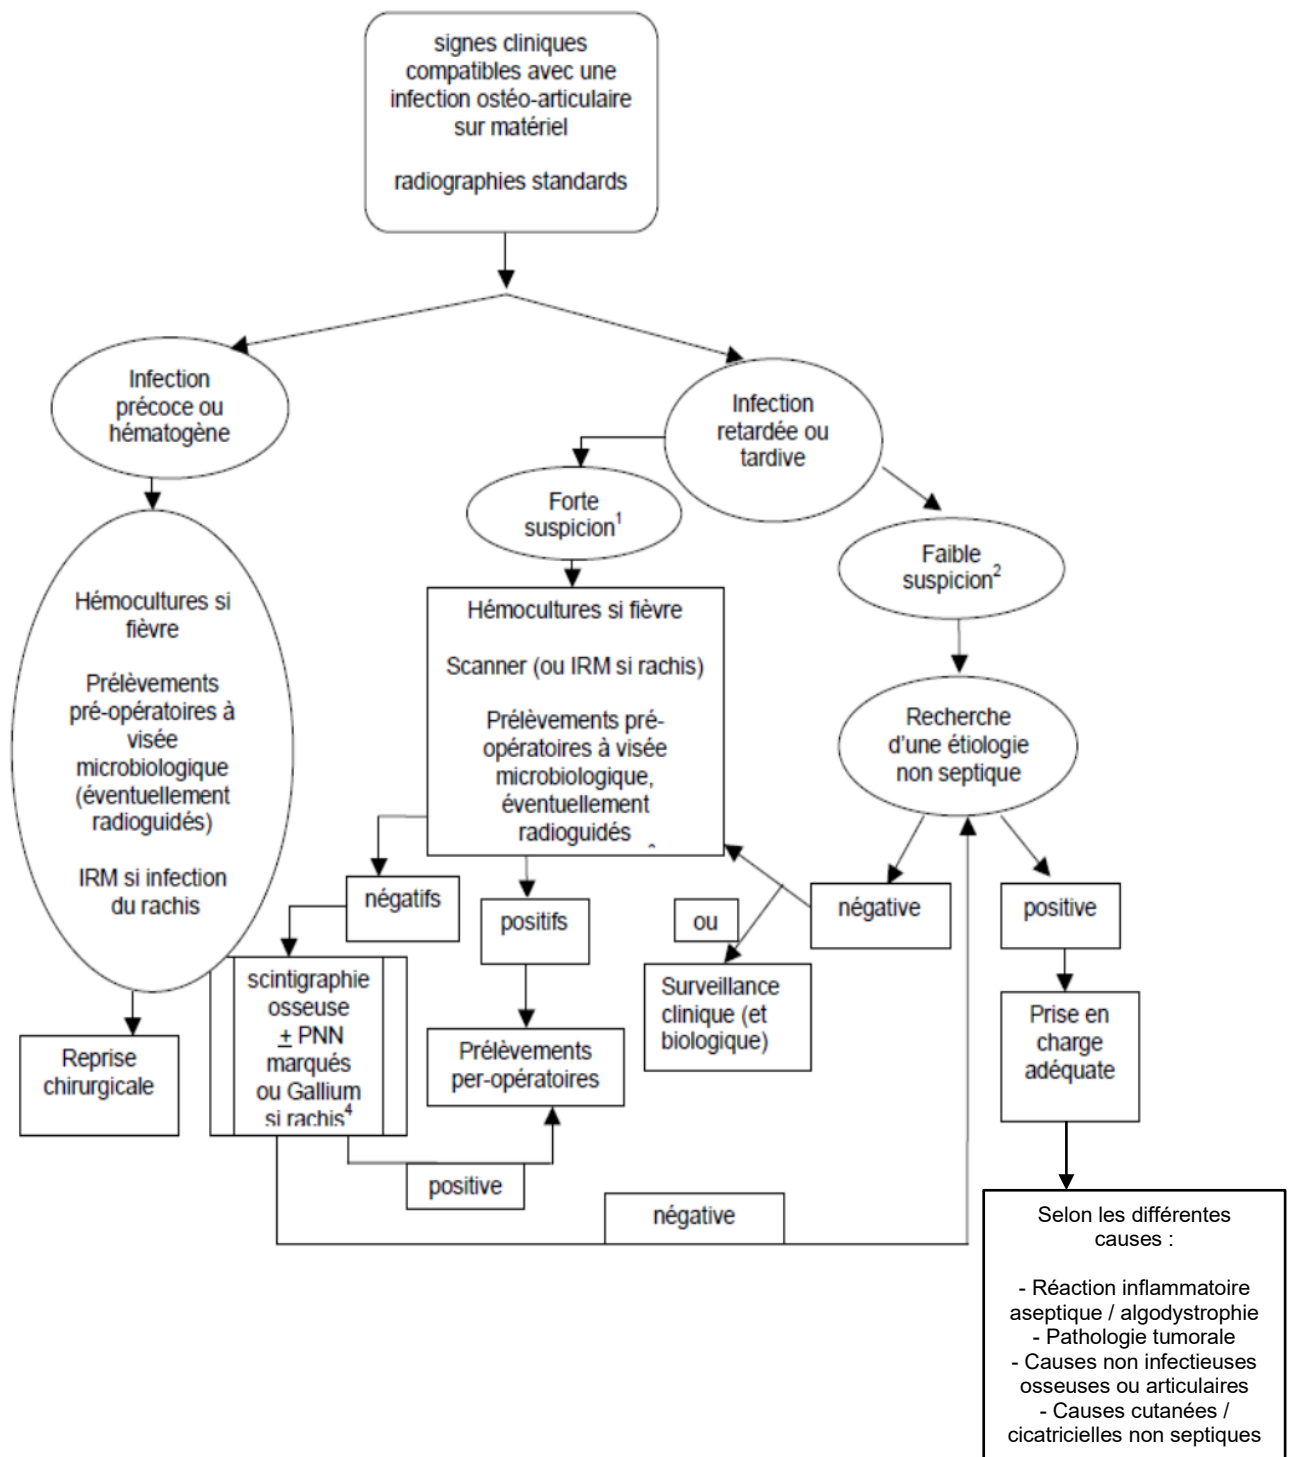 signes cliniques
compatibles avec une
infection ostéo-articulaire
sur matériel
radiographies standards
Infection
précoce ou
hématogène
Infection
retardée ou
tardive
Forte
suspicion1
Faible
suspicion2
Hémocultures si
fièvre
Prélèvements
pré-opératoires à
visée
microbiologique
(éventuellement
radioguidés)
IRM si infection
du rachis
Hémocultures si fièvre
Scanner (ou IRM si rachis)
Prélèvements pré-
opératoires à visée
microbiologique,
éventuellement
radioguidés
Recherche
d'une étiologie
non septique
négatifs
positifs
ou
négative
positive
scintigraphie
osseuse
± PNN
marqués
ou Gallium
si rachis4
Surveillance
clinique (et
biologique)
Prise en
charge
adéquate
Reprise
chirurgicale
Prélèvements
per-opératoires
positive
négative
Selon les différentes
causes :
- Réaction inflammatoire
aseptique / algodystrophie
- Pathologie tumorale
- Causes non infectieuses
osseuses ou articulaires
- Causes cutanées /
cicatricielles non septiques